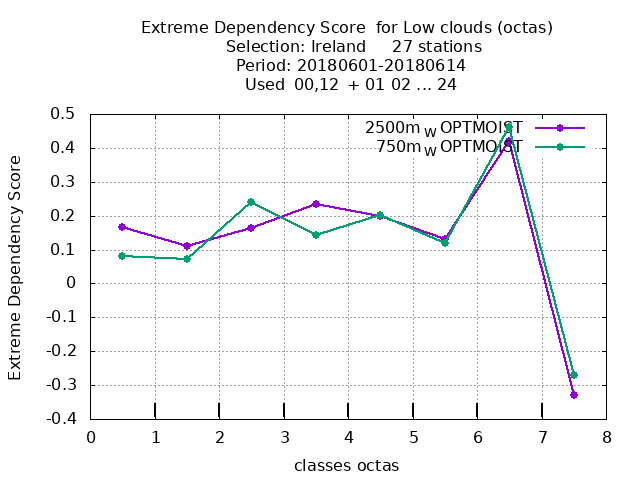 Extreme Dependency Score  for Low clouds (octas)
Selection: Ireland     27 stations
Period: 20180601-20180614
Used  00,12  + 01 02 ... 24
2500m W OPTMOIST
750m W OPTMOIST
Extreme Dependency Score
0.5
0.4
0.3
0.2
0.1
0
-0.1
-0.2
-0.3
-0.4
0 1 2 3 4 5 6 7 8
classes octas